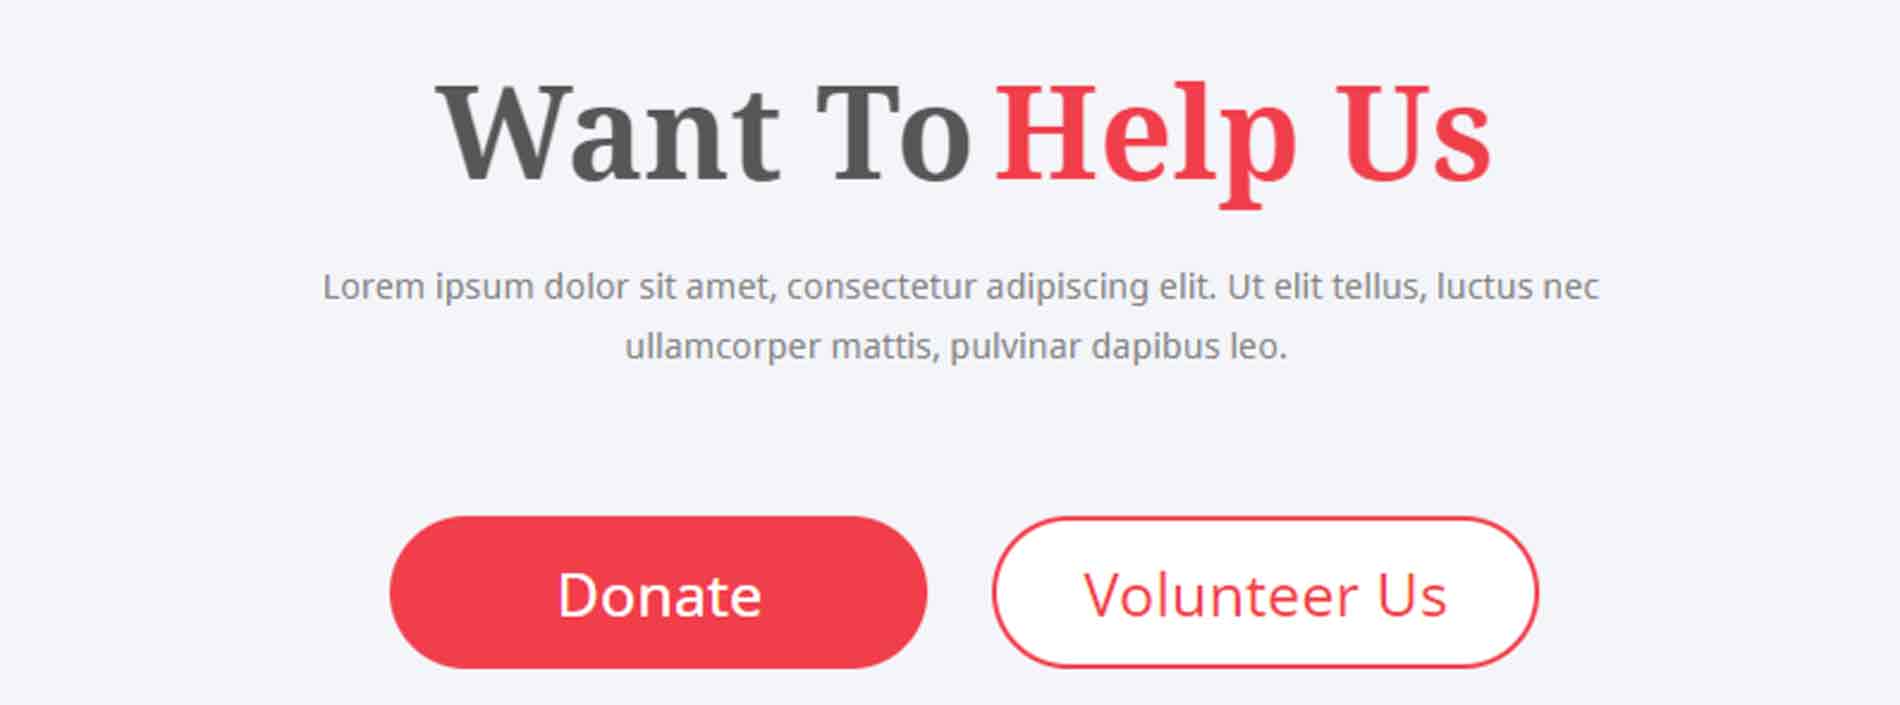 Want To Help Us
Lorem ipsum dolor sit amet, consectetur adipiscing elit. Ut elit tellus, luctus nec
ullamcorper mattis, pulvinar dapibus leo.
Donate
Volunteer Us